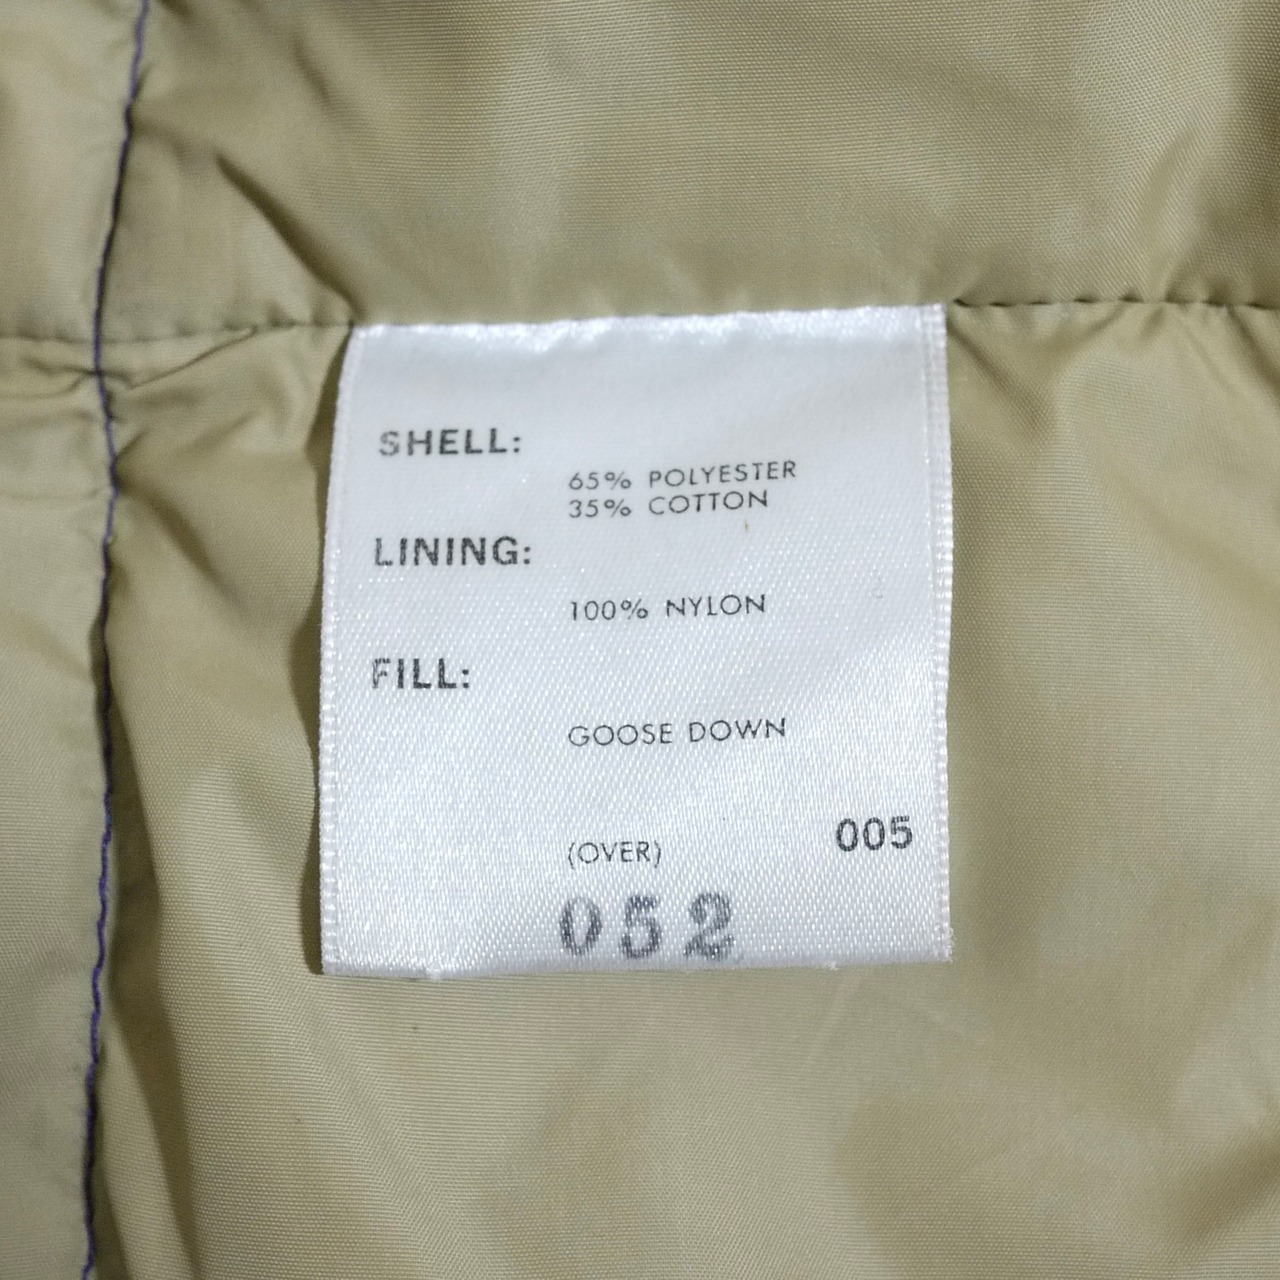 SHELL:
65% POLYESTER
35% COTTON
LINING:
100% NYLON
FILL:
GOOSE DOWN
005
(OVER)
052